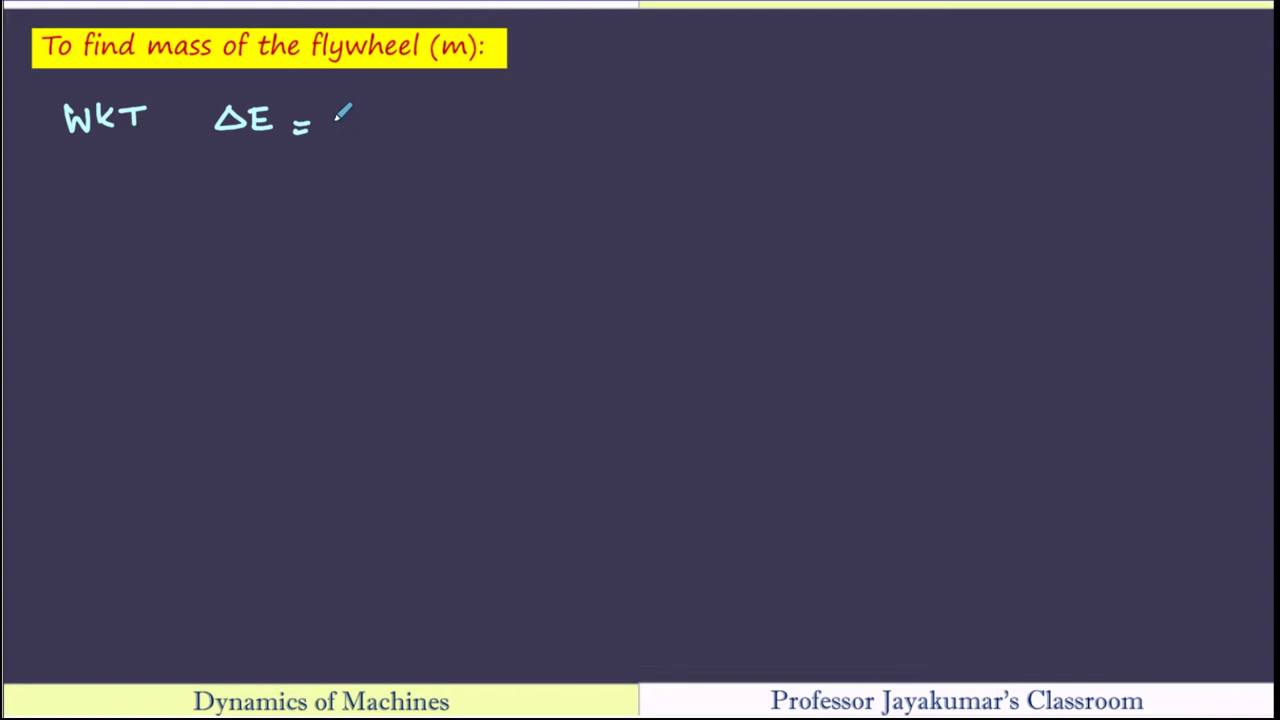 To find mass of the flywheel (m):
WKT ΔE =
Dynamics of Machines
Professor Jayakumar's Classroom